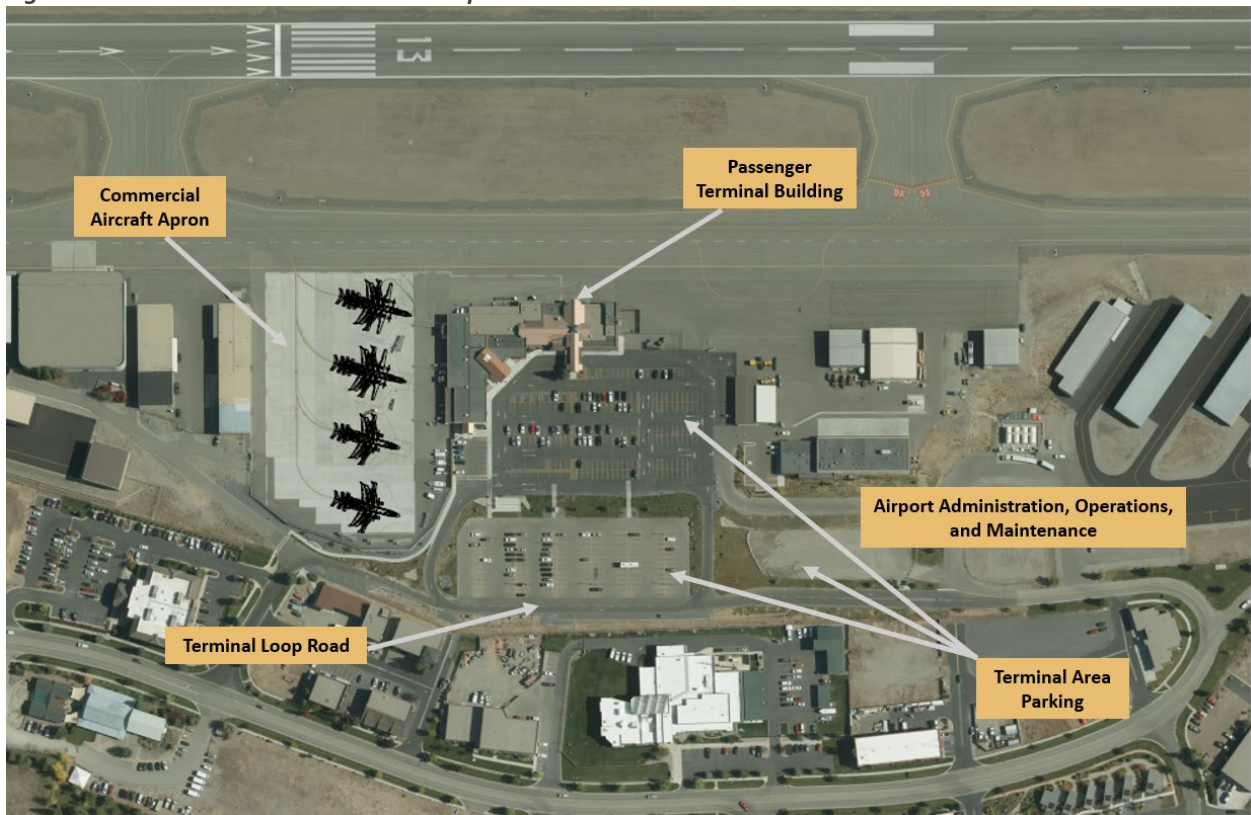 13
Passenger
Terminal Building
Commercial
Aircraft Apron
Airport Administration, Operations,
and Maintenance
Terminal Loop Road
Terminal Area
Parking